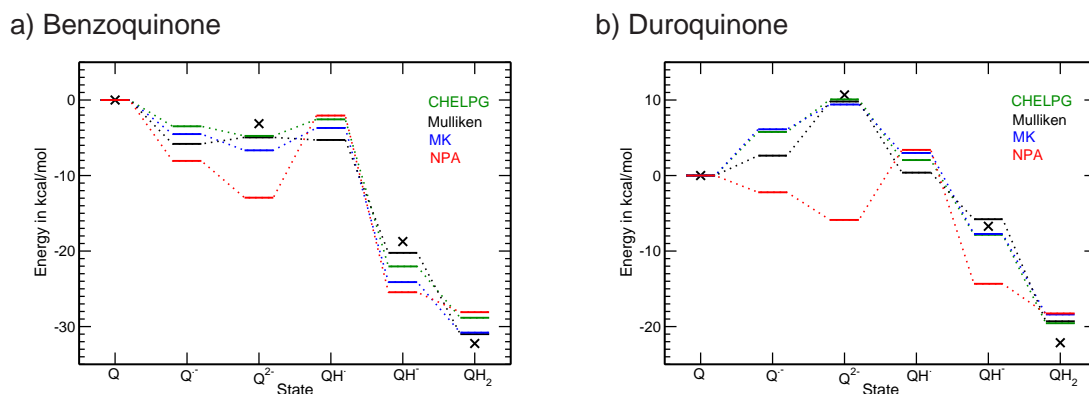 a) Benzoquinone
b) Duroquinone
0
-10
-20
-30
Energy in kcal/mol
CHELPG
Mulliken
MK
NPA
Q
Q·-
Q2-
QH·
QH-
QH2
State
10
0
-10
-20
Energy in kcal/mol
CHELPG
Mulliken
MK
NPA
Q
Q·-
Q2-
QH·
QH-
QH2
State